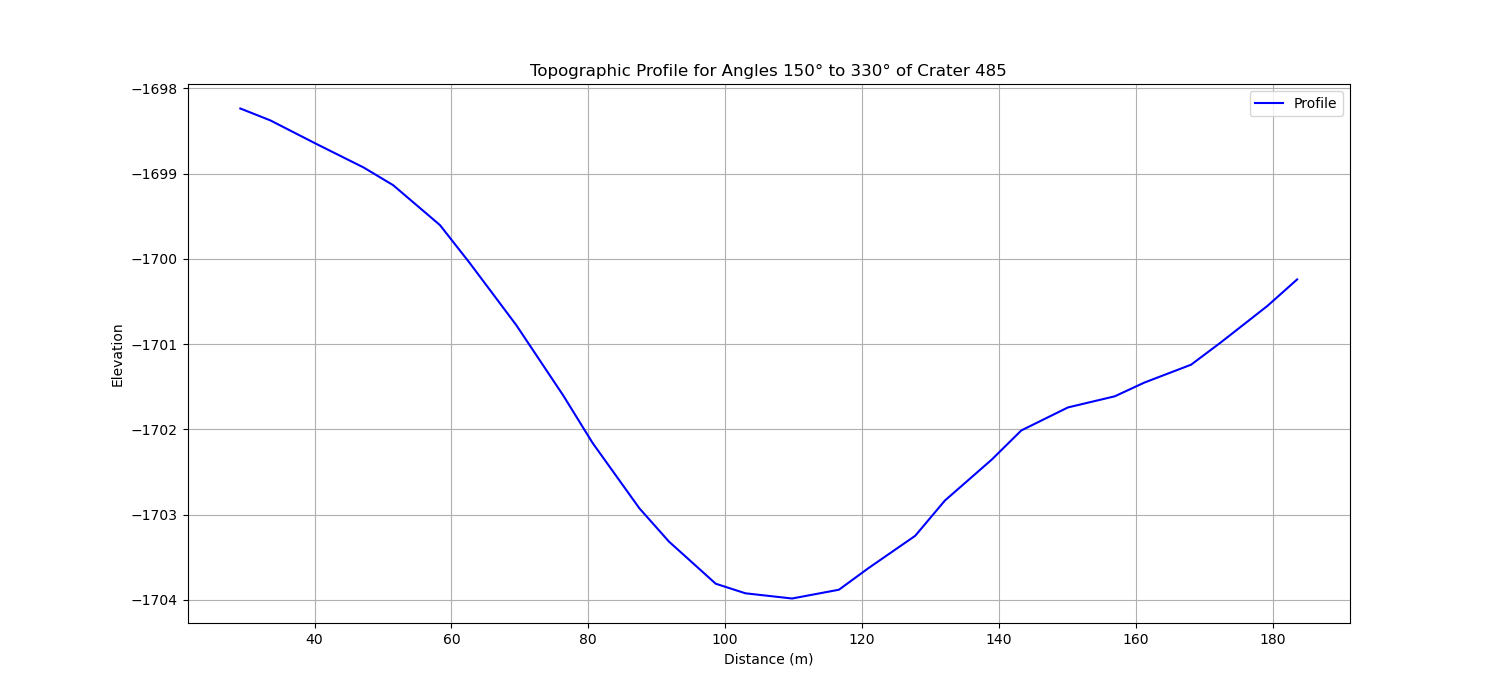 Topographic Profile for Angles 150° to 330° of Crater 485
Profile
−1698
−1699
−1700
−1701
−1702
−1703
−1704
Elevation
40 60 80 100 120 140 160 180
Distance (m)